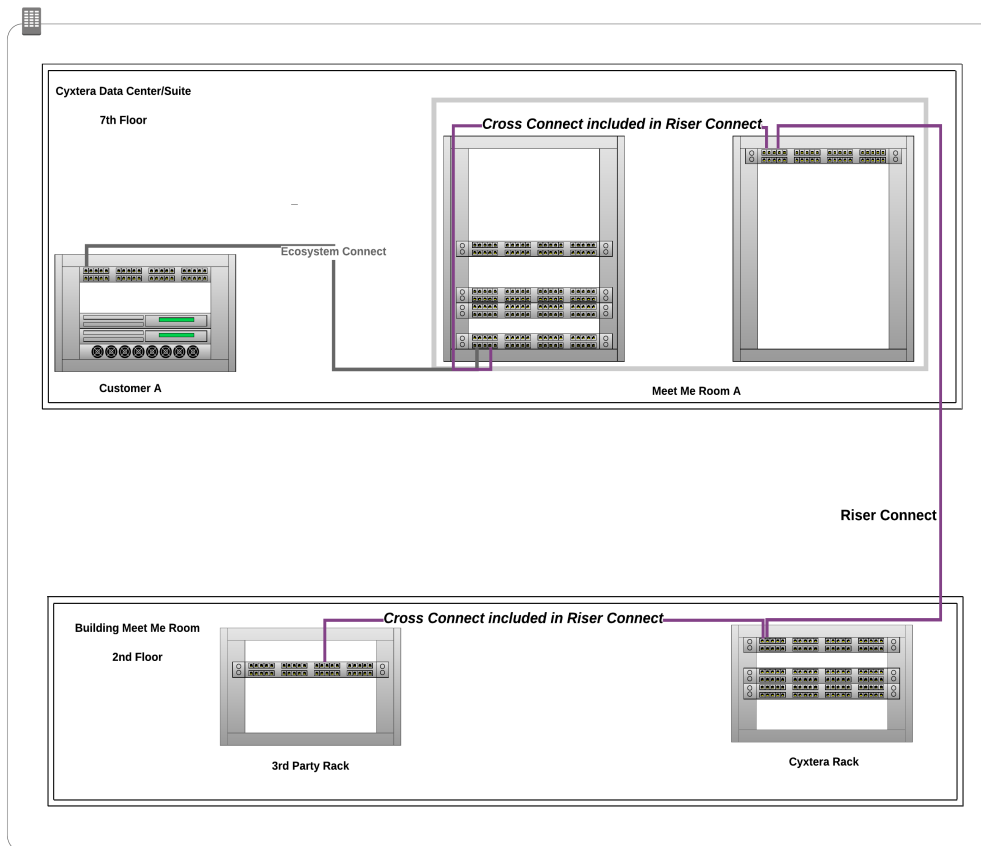 Cyxtera Data Center/Suite
7th Floor
Cross Connect included in Riser Connect
Ecosystem Connect
Customer A
Meet Me Room A
Riser Connect
Building Meet Me Room
2nd Floor
Cross Connect included in Riser Connect
3rd Party Rack
Cyxtera Rack